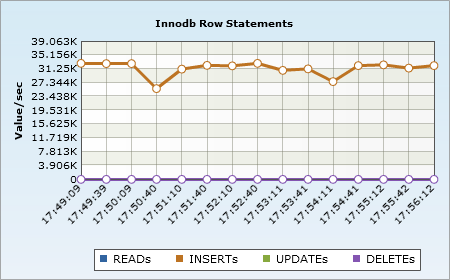 Innodb Row Statements
39.063K
35.156K
31.25K
27.344K
23.438K
19.531K
15.625K
11.719K
7.813K
3.906K
0
Value/sec
17:49:09
17:49:39
17:50:09
17:50:40
17:51:10
17:51:40
17:52:10
17:52:40
17:53:11
17:53:41
17:54:11
17:54:41
17:55:12
17:55:42
17:56:12
READs INSERTs UPDATEs DELETEs